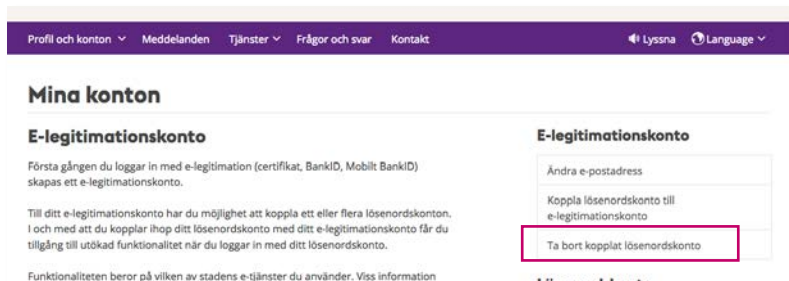 Profil och konton Meddelanden Tjänster Frågor och svar Kontakt Lyssna Language
Mina konton
E-legitimationskonto
Första gången du loggar in med e-legitimation (certifikat, BankID, Mobilt BankID)
skapas ett e-legitimationskonto.
Till ditt e-legitimationskonto har du möjlighet att koppla ett eller flera lösenordskonton.
I och med att du kopplar ihop ditt lösenordskonto med ditt e-legitimationskonto får du
tillgång till utökad funktionalitet när du loggar in med ditt lösenordskonto.
Funktionaliteten beror på vilken av stadens e-tjänster du använder. Viss information
E-legitimationskonto
Ändra e-postadress
Koppla lösenordskonto till
e-legitimationskonto
Ta bort kopplat lösenordskonto